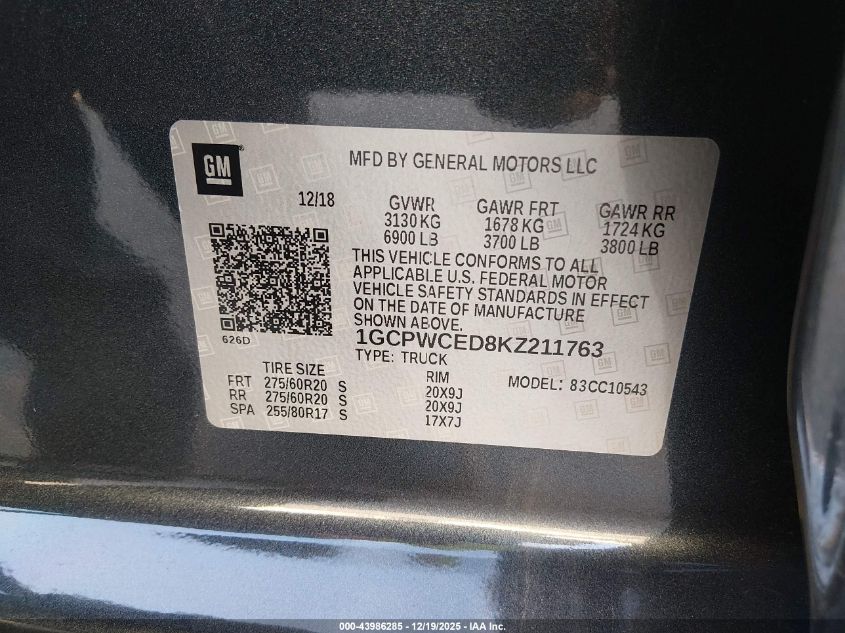 GM
MFD BY GENERAL MOTORS LLC
12/18
GVWR
3130 KG
6900 LB
GAWR FRT
1678 KG
3700 LB
GAWR RR
1724 KG
3800 LB
THIS VEHICLE CONFORMS TO ALL
APPLICABLE U.S. FEDERAL MOTOR
VEHICLE SAFETY STANDARDS IN EFFECT
ON THE DATE OF MANUFACTURE
SHOWN ABOVE.
626D
1GCPWCED8KZ211763
TYPE: TRUCK
MODEL: 83CC10543
TIRE SIZE
RIM
FRT 275/60R20 S 20X9J
RR 275/60R20 S 20X9J
SPA 255/80R17 S 17X7J
000-43986285 - 12/19/2025 - IAA Inc.